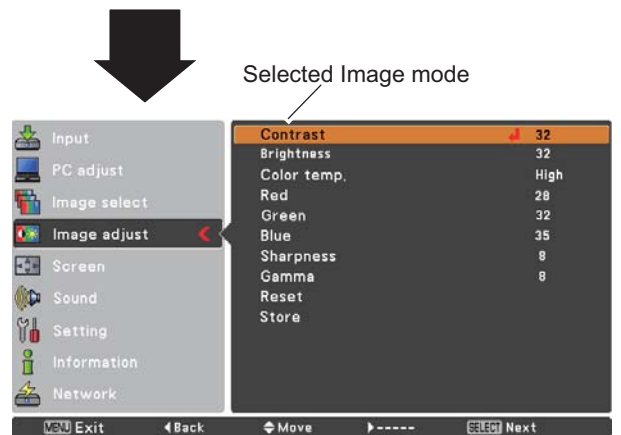 Selected Image mode
Input
PC adjust
Image select
Image adjust
Screen
Sound
Setting
Information
Network
Contrast 32
Brightness 32
Color temp. High
Red 28
Green 32
Blue 35
Sharpness 8
Gamma 8
Reset
Store
MENU Exit Back Move ----- SELECT Next